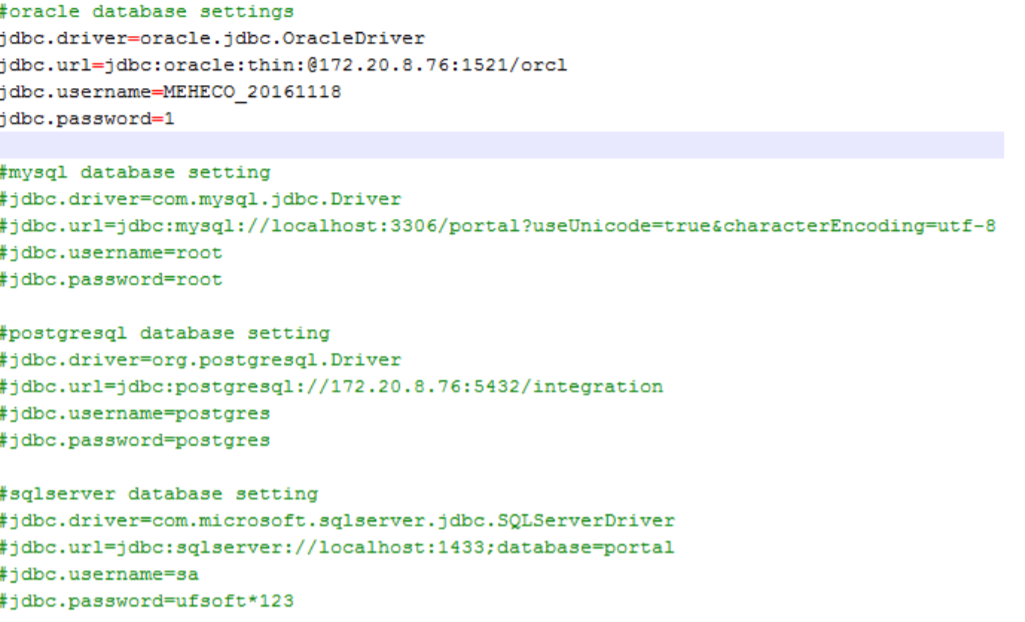 #oracle database settings
jdbc.driver=oracle.jdbc.OracleDriver
jdbc.url=jdbc:oracle:thin:@172.20.8.76:1521/orcl
jdbc.username=MEHECO_20161118
jdbc.password=1
#mysql database setting
#jdbc.driver=com.mysql.jdbc.Driver
#jdbc.url=jdbc:mysql://localhost:3306/portal?useUnicode=true&characterEncoding=utf-8
#jdbc.username=root
#jdbc.password=root
#postgresql database setting
#jdbc.driver=org.postgresql.Driver
#jdbc.url=jdbc:postgresql://172.20.8.76:5432/integration
#jdbc.username=postgres
#jdbc.password=postgres
#sqlserver database setting
#jdbc.driver=com.microsoft.sqlserver.jdbc.SQLServerDriver
#jdbc.url=jdbc:sqlserver://localhost:1433;database=portal
#jdbc.username=sa
#jdbc.password=ufsoft*123